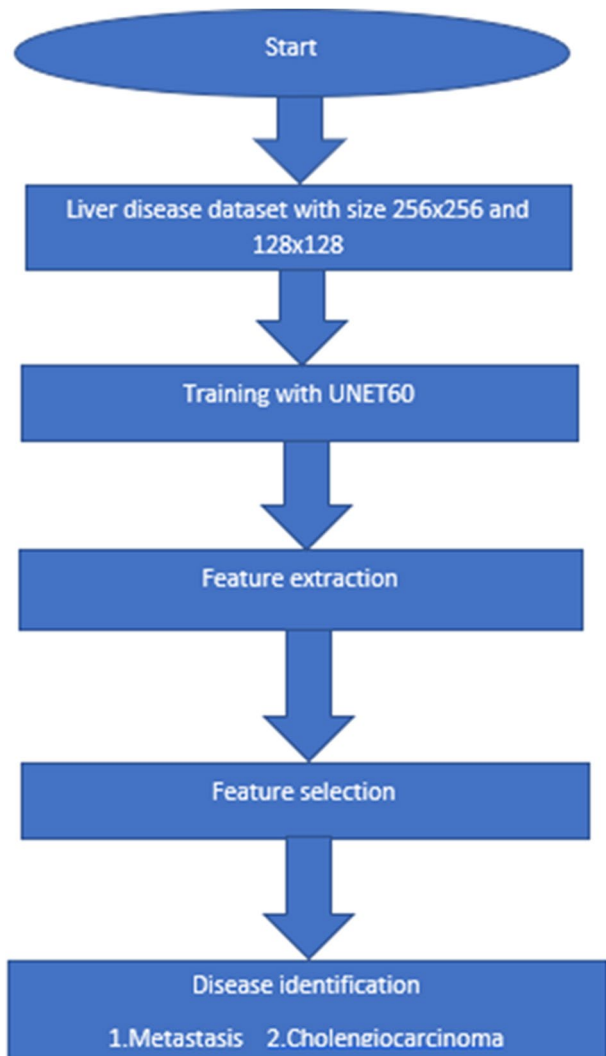 Start
Liver disease dataset with size 256x256 and
128x128
Training with UNET60
Feature extraction
Feature selection
Disease identification
1.Metastasis 2.Cholengiocarcinoma